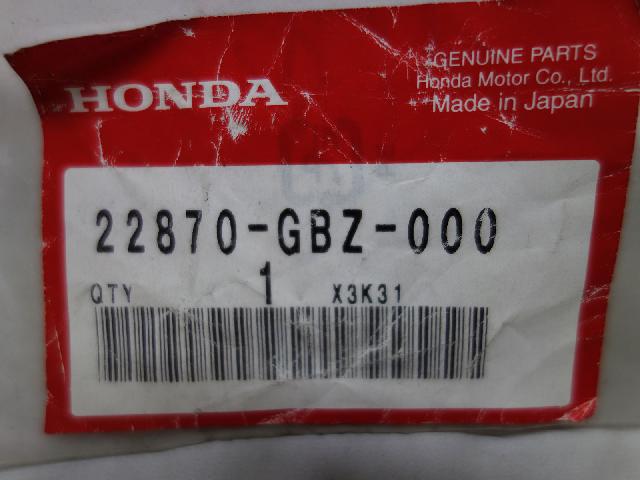 HONDA
GENUINE PARTS
Honda Motor Co., Ltd.
Made in Japan
22870-GBZ-000
QTY 1 X3K31